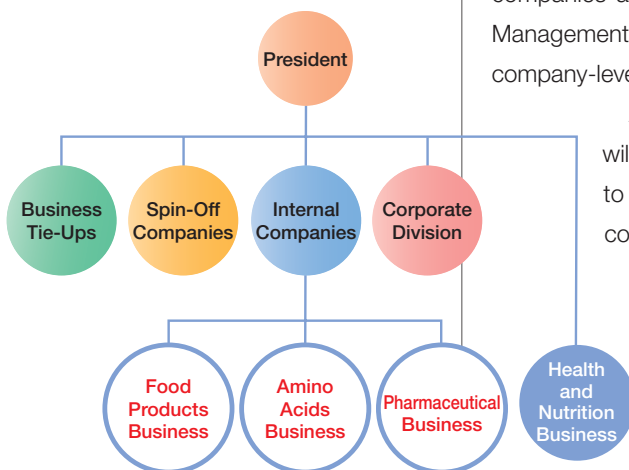 companies a
Management
company-leve
President
will
to
co
Business
Tie-Ups
Spin-Off
Companies
Internal
Companies
Corporate
Division
Food
Products
Business
Amino
Acids
Business
Pharmaceutical
Business
Health
and
Nutrition
Business